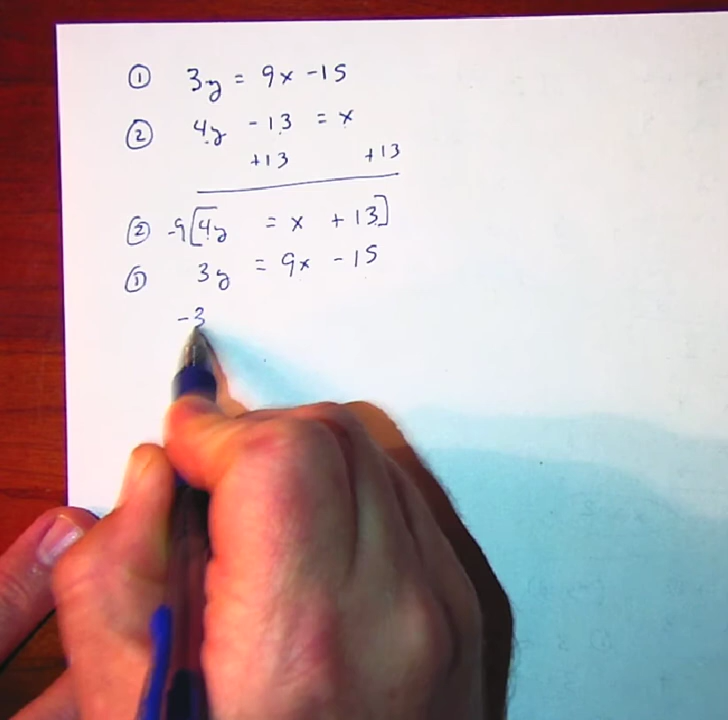 ① 3y = 9x -15
② 4y -13 = x
+13 +13
② -9[4y = x +13]
① 3y = 9x -15
-3